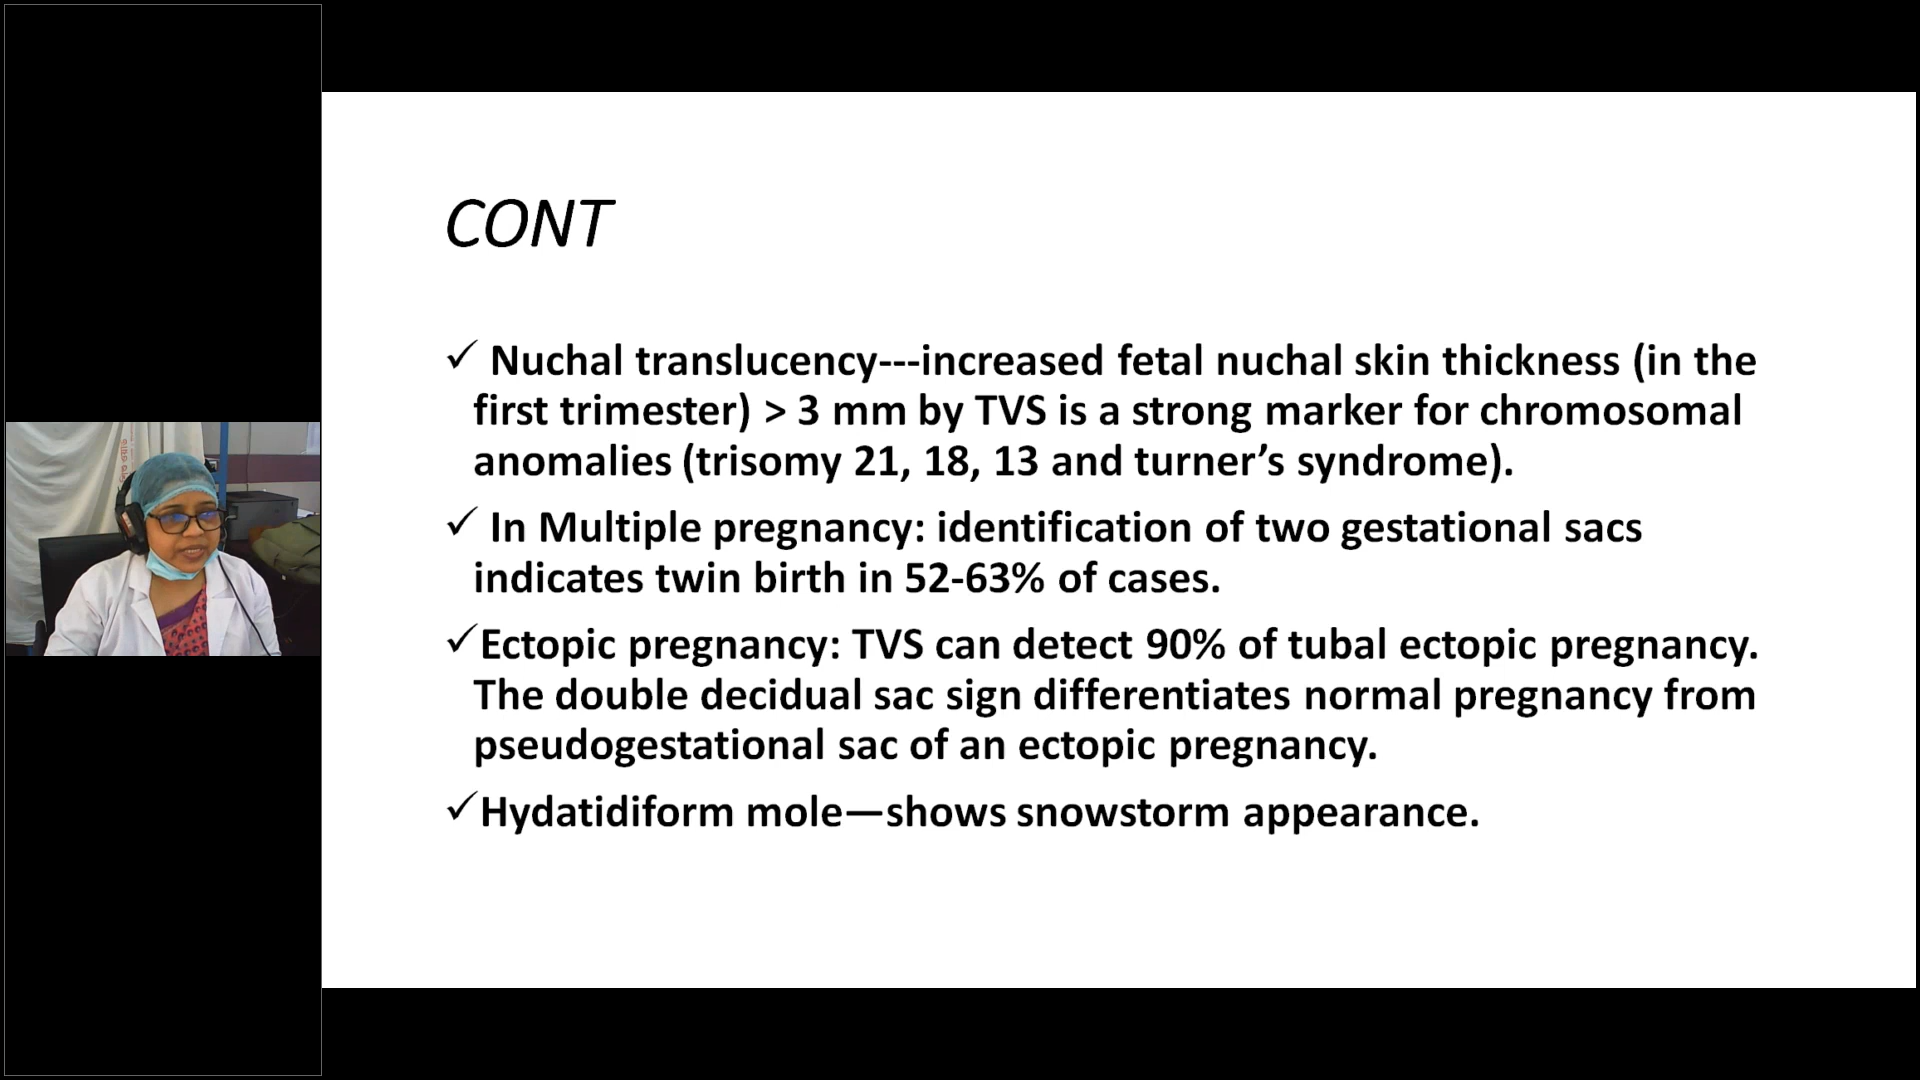 CONT
✓ Nuchal translucency---increased fetal nuchal skin thickness (in the
first trimester) > 3 mm by TVS is a strong marker for chromosomal
anomalies (trisomy 21, 18, 13 and turner’s syndrome).
✓ In Multiple pregnancy: identification of two gestational sacs
indicates twin birth in 52-63% of cases.
✓Ectopic pregnancy: TVS can detect 90% of tubal ectopic pregnancy.
The double decidual sac sign differentiates normal pregnancy from
pseudogestational sac of an ectopic pregnancy.
✓Hydatidiform mole—shows snowstorm appearance.